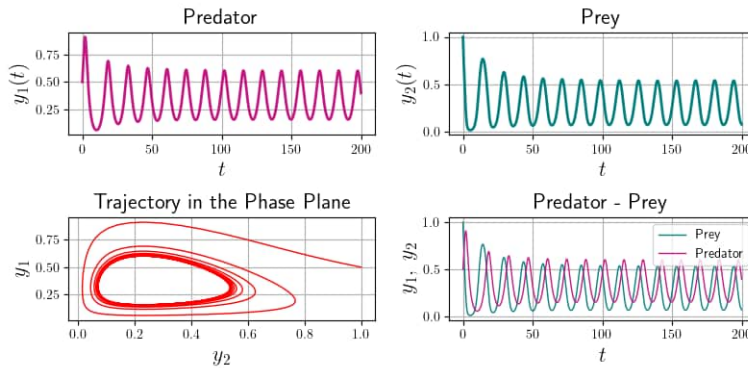 Predator
0.75
0.50
0.25
y₁(t)
0 50 100 150 200
t
Prey
1.0
0.5
0.0
y₂(t)
0 50 100 150 200
t
Trajectory in the Phase Plane
0.75
0.50
0.25
y₁
0.0 0.2 0.4 0.6 0.8 1.0
y₂
Predator - Prey
1.0
0.5
0.0
y₁, y₂
Prey
Predator
0 50 100 150 200
t